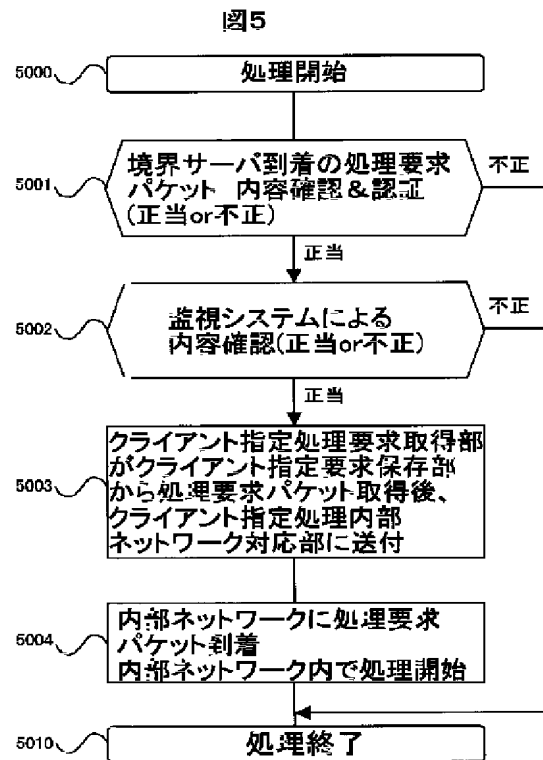 図5
5000
処理開始
5001
境界サーバ到着の処理要求
パケット 内容確認&認証
(正当or不正)
不正
正当
5002
監視システムによる
内容確認(正当or不正)
不正
正当
5003
クライアント指定処理要求取得部
がクライアント指定要求保存部
から処理要求パケット取得後、
クライアント指定処理内部
ネットワーク対応部に送付
5004
内部ネットワークに処理要求
パケット到着
内部ネットワーク内で処理開始
5010
処理終了